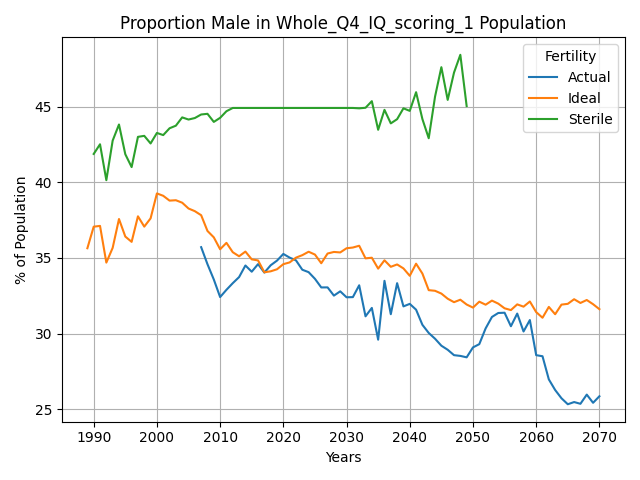 Proportion Male in Whole_Q4_IQ_scoring_1 Population
Fertility
Actual
Ideal
Sterile
% of Population
45
40
35
30
25
1990 2000 2010 2020 2030 2040 2050 2060 2070
Years